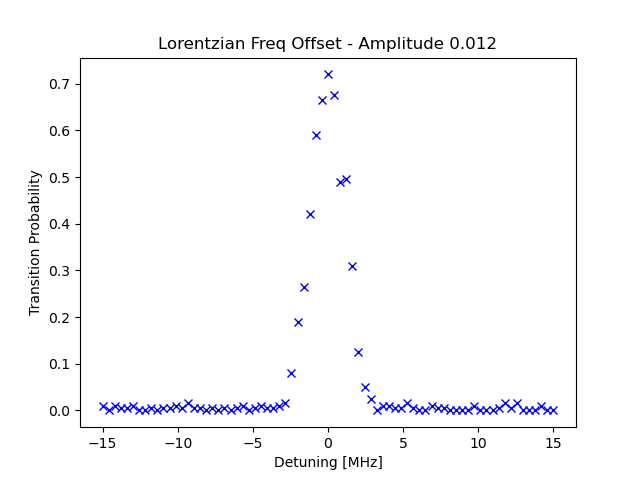 Lorentzian Freq Offset - Amplitude 0.012
Transition Probability
0.7
0.6
0.5
0.4
0.3
0.2
0.1
0.0
−15 −10 −5 0 5 10 15
Detuning [MHz]